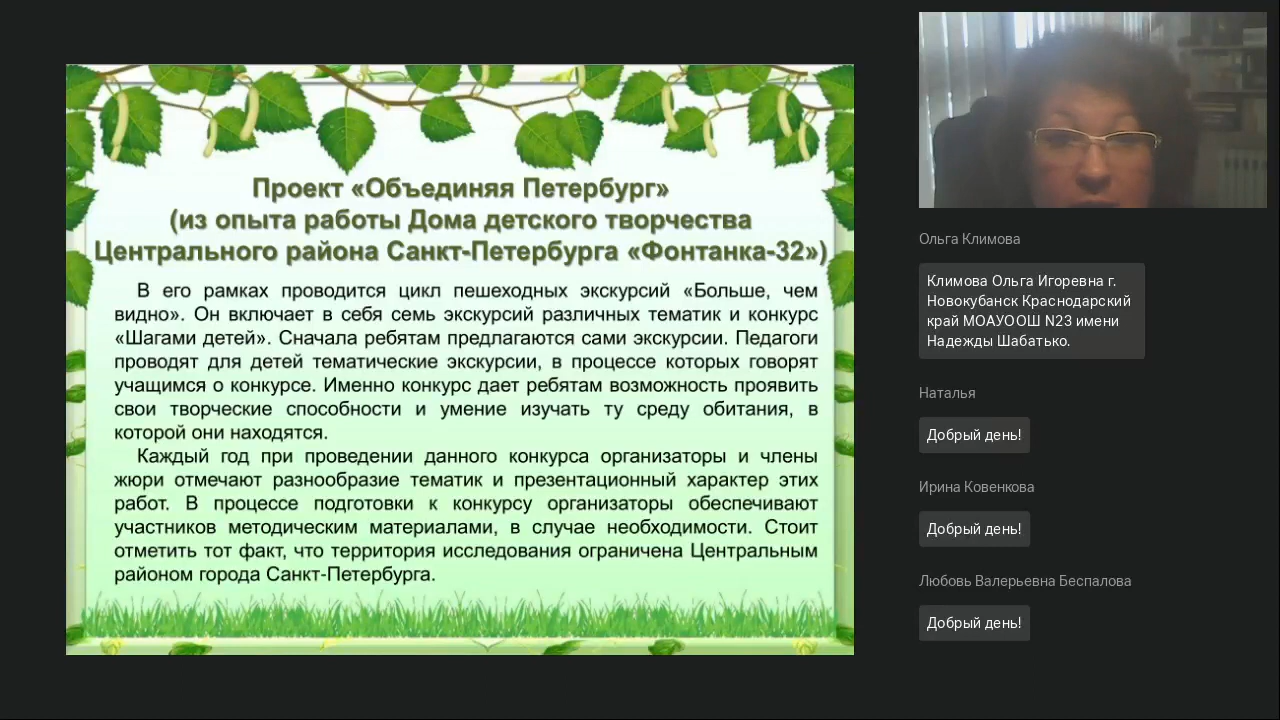 Проект «Объединяя Петербург»
(из опыта работы Дома детского творчества
Центрального района Санкт-Петербурга «Фонтанка-32»)
В его рамках проводится цикл пешеходных экскурсий «Больше, чем
видно». Он включает в себя семь экскурсий различных тематик и конкурс
«Шагами детей». Сначала ребятам предлагаются сами экскурсии. Педагоги
проводят для детей тематические экскурсии, в процессе которых говорят
учащимся о конкурсе. Именно конкурс дает ребятам возможность проявить
свои творческие способности и умение изучать ту среду обитания, в
которой они находятся.
Каждый год при проведении данного конкурса организаторы и члены
жюри отмечают разнообразие тематик и презентационный характер этих
работ. В процессе подготовки к конкурсу организаторы обеспечивают
участников методическим материалами, в случае необходимости. Стоит
отметить тот факт, что территория исследования ограничена Центральным
районом города Санкт-Петербурга.
Ольга Климова
Климова Ольга Игоревна г.
Новокубанск Краснодарский
край МОАУООШ N23 имени
Надежды Шабатько.
Наталья
Добрый день!
Ирина Ковенкова
Добрый день!
Любовь Валерьевна Беспалова
Добрый день!